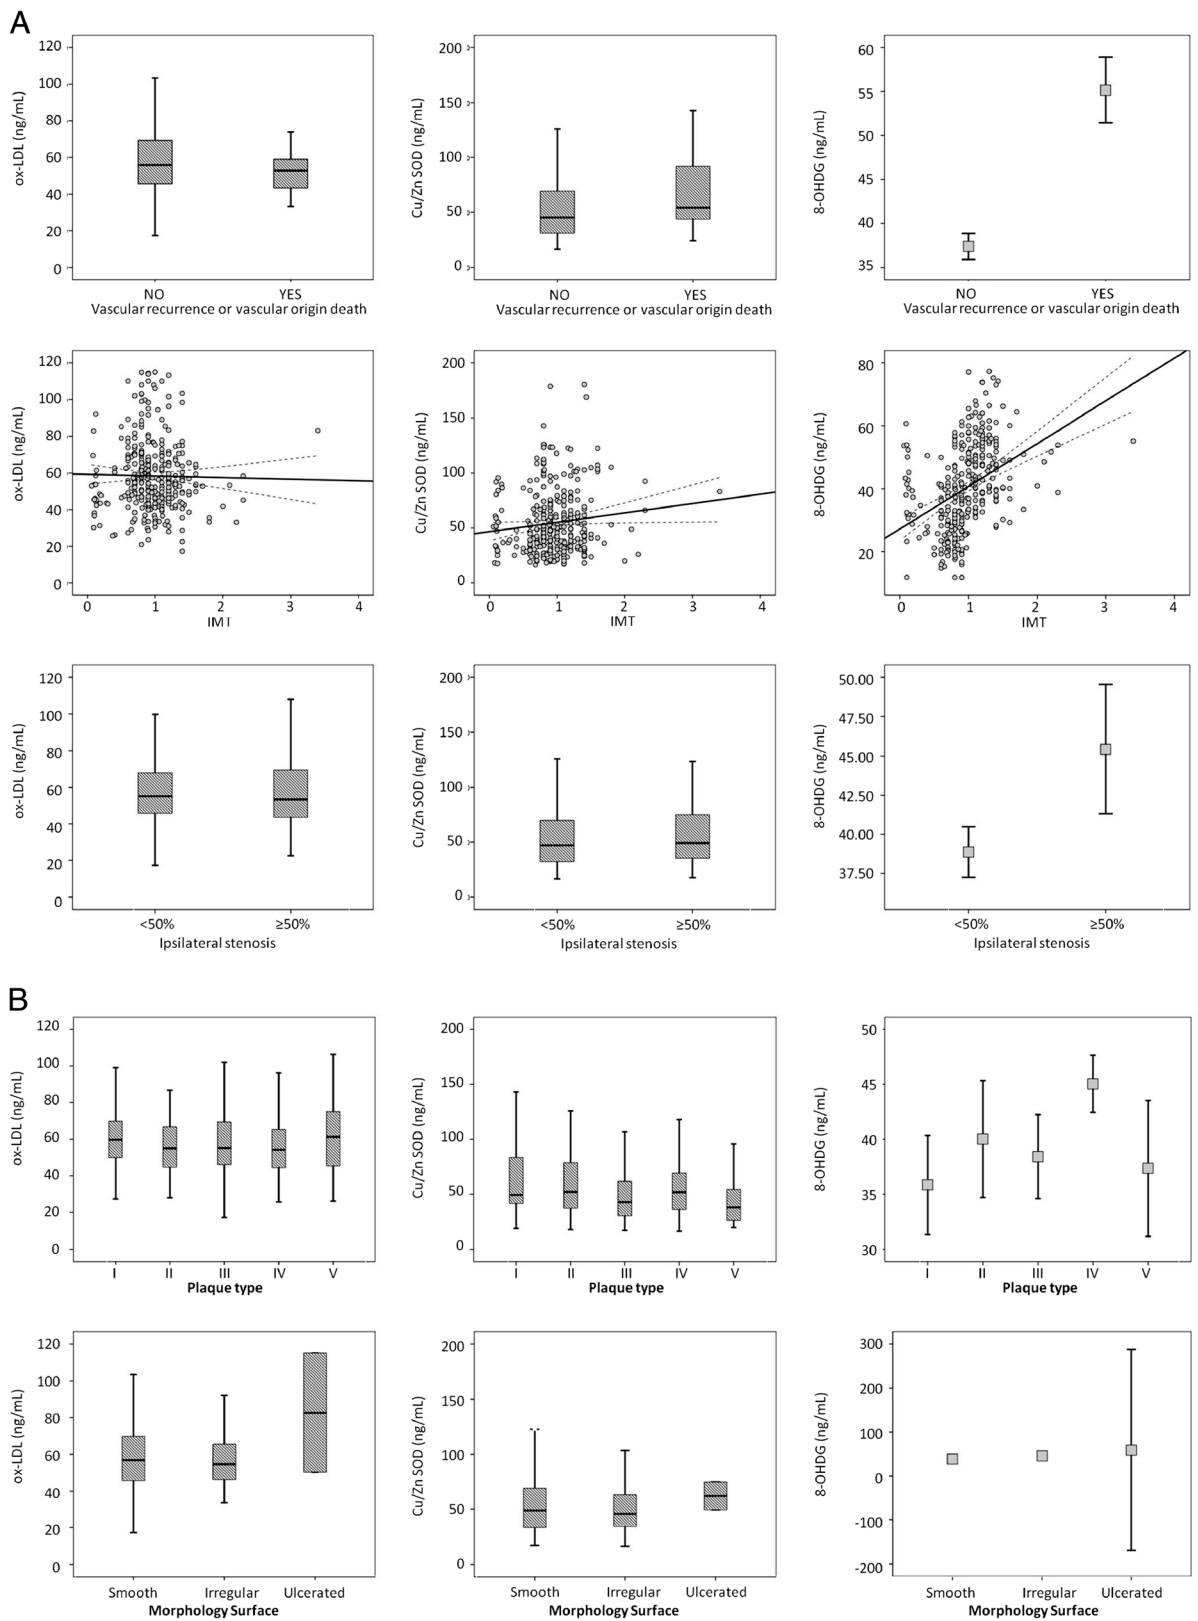 A
ox-LDL (ng/mL)
120
100
80
60
40
20
0
NO YES
Vascular recurrence or vascular origin death
Cu/Zn SOD (ng/mL)
200
150
100
50
0
NO YES
Vascular recurrence or vascular origin death
8-OHDG (ng/mL)
60
55
50
45
40
35
NO YES
Vascular recurrence or vascular origin death
ox-LDL (ng/mL)
120
100
80
60
40
20
0
0 1 2 3 4
IMT
Cu/Zn SOD (ng/mL)
200
150
100
50
0
0 1 2 3 4
IMT
8-OHDG (ng/mL)
80
60
40
20
0 1 2 3 4
IMT
ox-LDL (ng/mL)
120
100
80
60
40
20
0
<50% ≥50%
Ipsilateral stenosis
Cu/Zn SOD (ng/mL)
200
150
100
50
0
<50% ≥50%
Ipsilateral stenosis
8-OHDG (ng/mL)
50.00
47.50
45.00
42.50
40.00
37.50
<50% ≥50%
Ipsilateral stenosis
B
ox-LDL (ng/mL)
120
100
80
60
40
20
0
I II III IV V
Plaque type
Cu/Zn SOD (ng/mL)
200
150
100
50
0
I II III IV V
Plaque type
8-OHDG (ng/mL)
50
45
40
35
30
I II III IV V
Plaque type
ox-LDL (ng/mL)
120
100
80
60
40
20
0
Smooth Irregular Ulcerated
Morphology Surface
Cu/Zn SOD (ng/mL)
200
150
100
50
0
Smooth Irregular Ulcerated
Morphology Surface
8-OHDG (ng/mL)
300
200
100
0
-100
-200
Smooth Irregular Ulcerated
Morphology Surface